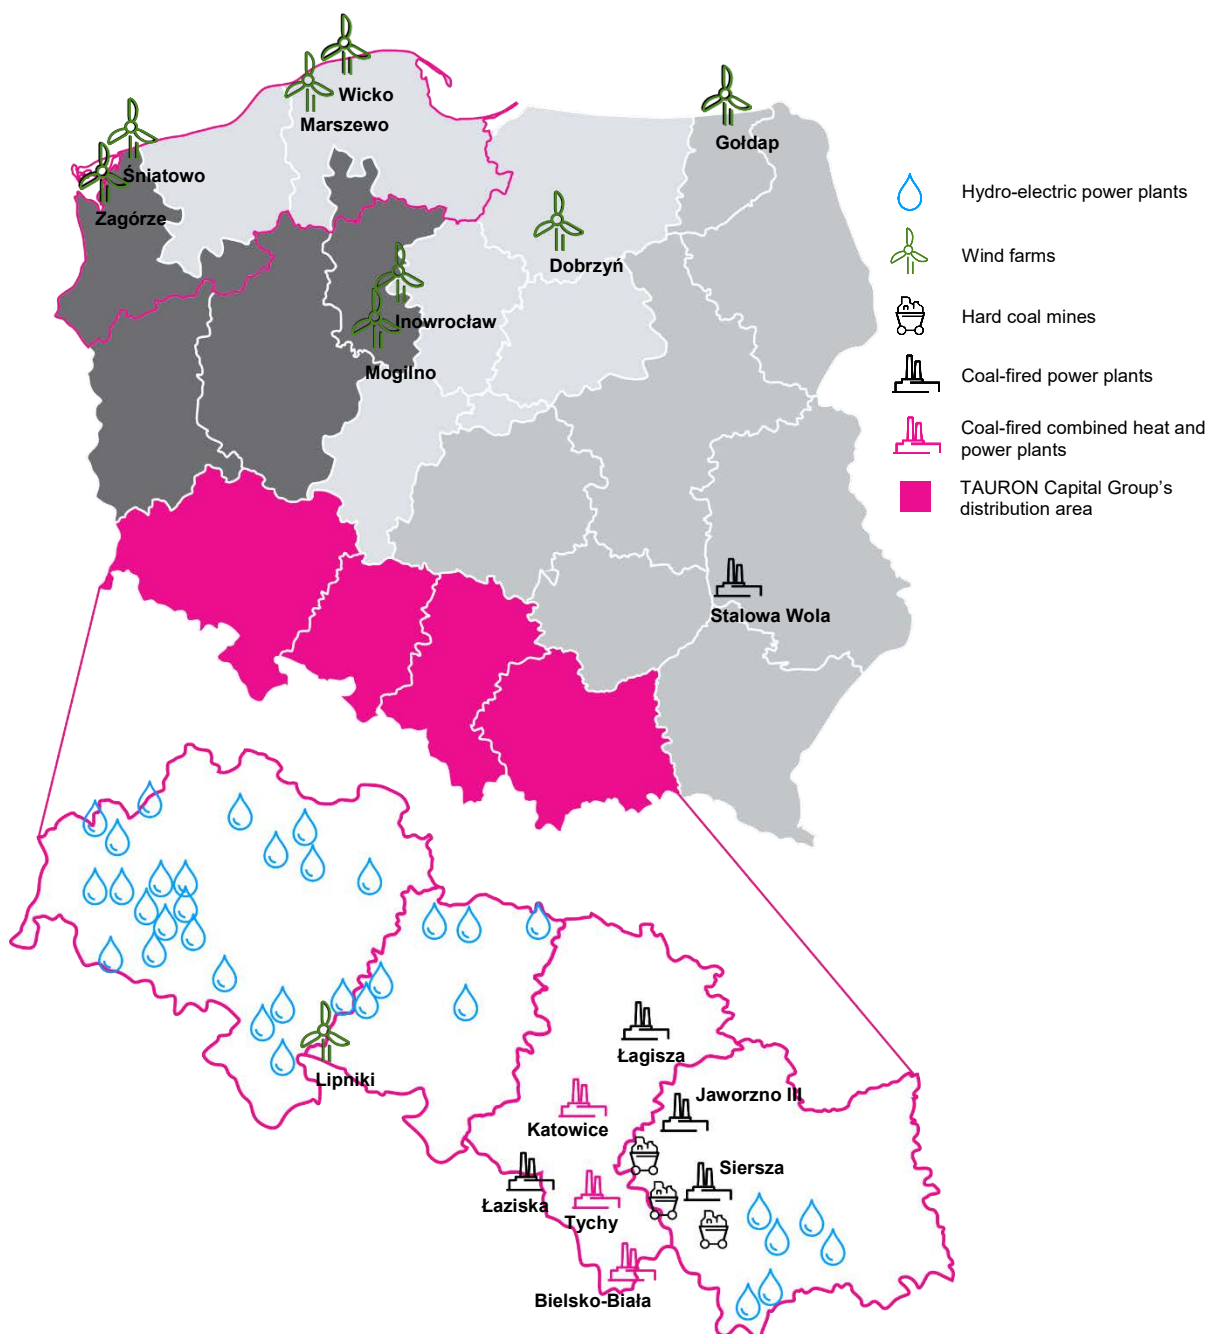 Wicko
Marszewo
Gołdap
Śniatowo
Zagórze
Dobrzyń
Inowrocław
Mogilno
Stalowa Wola
Hydro-electric power plants
Wind farms
Hard coal mines
Coal-fired power plants
Coal-fired combined heat and
power plants
TAURON Capital Group's
distribution area
Łagisza
Lipniki
Jaworzno III
Katowice
Siersza
Łaziska
Tychy
Bielsko-Biała